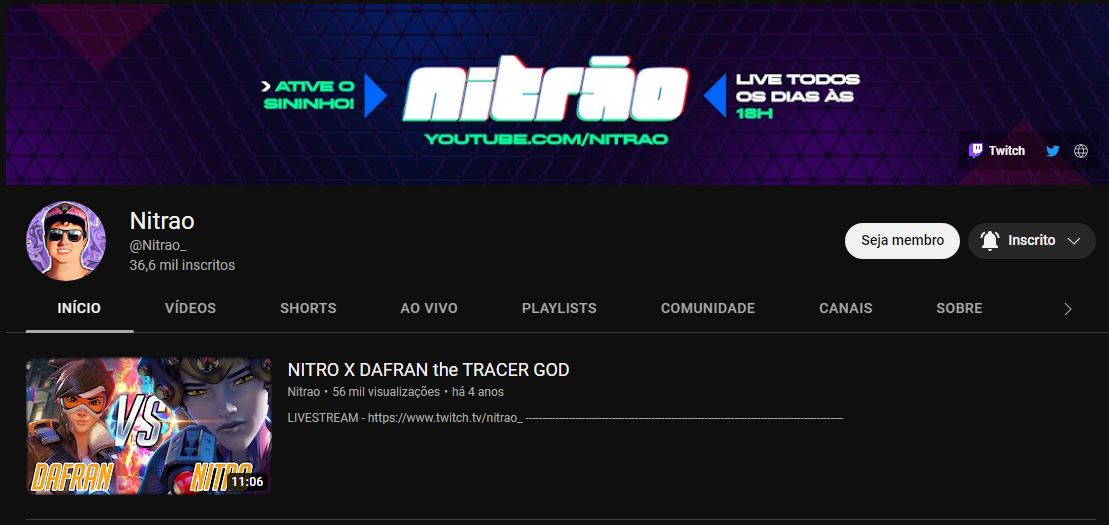 › ATIVE O
SININHO!
nitrão
YOUTUBE.COM/NITRAO
LIVE TODOS
OS DIAS ÀS
18H
Twitch
Nitrao
@Nitrao_
36,6 mil inscritos
Seja membro
Inscrito
INÍCIO
VÍDEOS
SHORTS
AO VIVO
PLAYLISTS
COMUNIDADE
CANAIS
SOBRE
VS
DAFRAN
NITRO
11:06
NITRO X DAFRAN the TRACER GOD
Nitrao • 56 mil visualizações • há 4 anos
LIVESTREAM - https://www.twitch.tv/nitrao_ -----------------------------------------------------------------------------------------